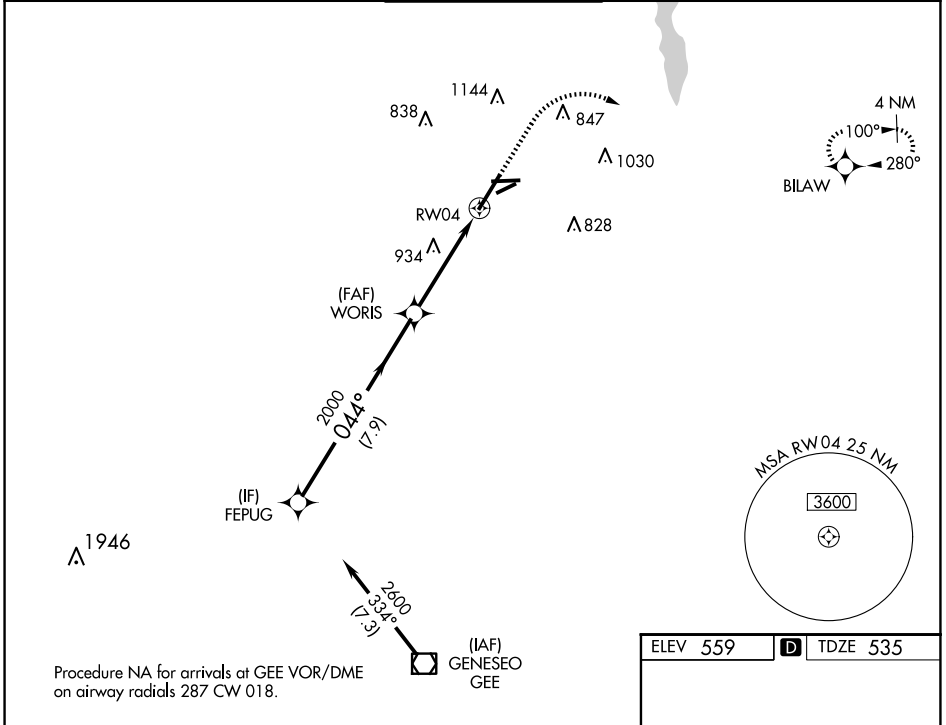 1144
838
847
4 NM
100°
280°
1030
BILAW
RW04
828
934
(FAF)
WORIS
2000
044°
(7.9)
MSA RW04 25 NM
3600
(IF)
FEPUG
1946
2600
334°
(7.3)
(IAF)
GENESEO
GEE
Procedure NA for arrivals at GEE VOR/DME
on airway radials 287 CW 018.
ELEV 559 D TDZE 535